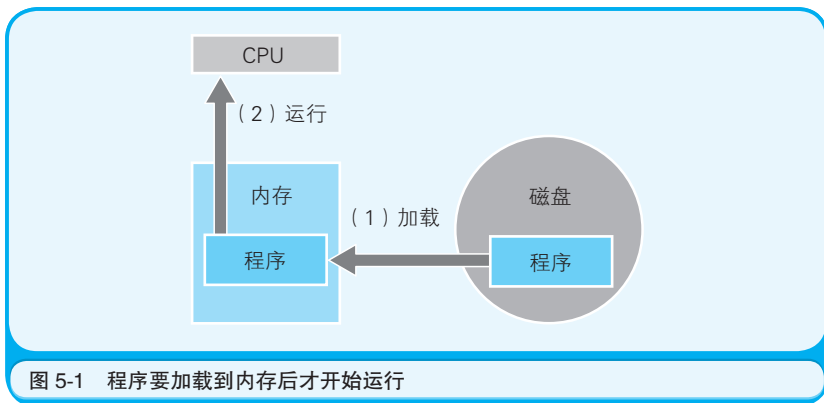 CPU
（2）运行
内存
磁盘
（1）加载
程序
程序
图 5-1 程序要加载到内存后才开始运行